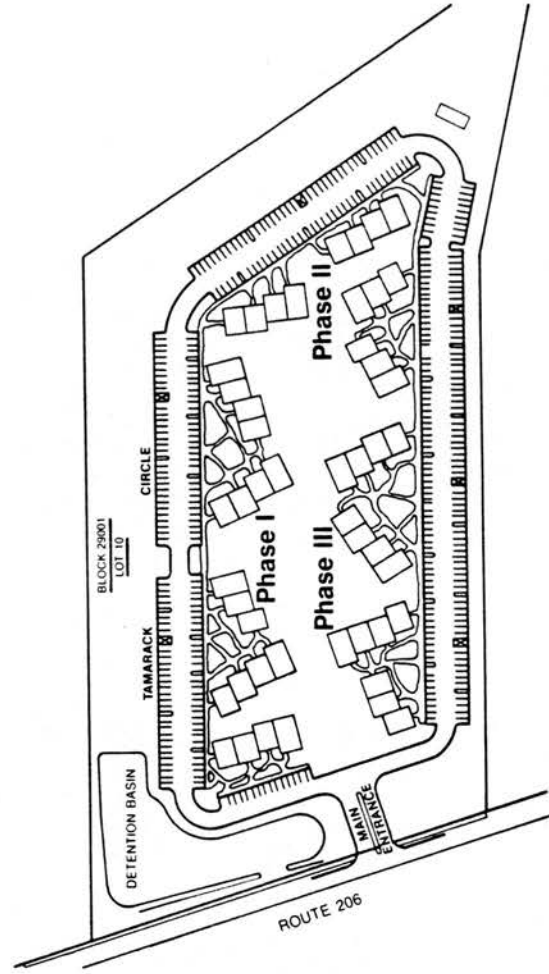 BLOCK 29001
LOT 10
TAMARACK CIRCLE
Phase I
Phase II
Phase III
DETENTION BASIN
MAIN
ENTRANCE
ROUTE 206